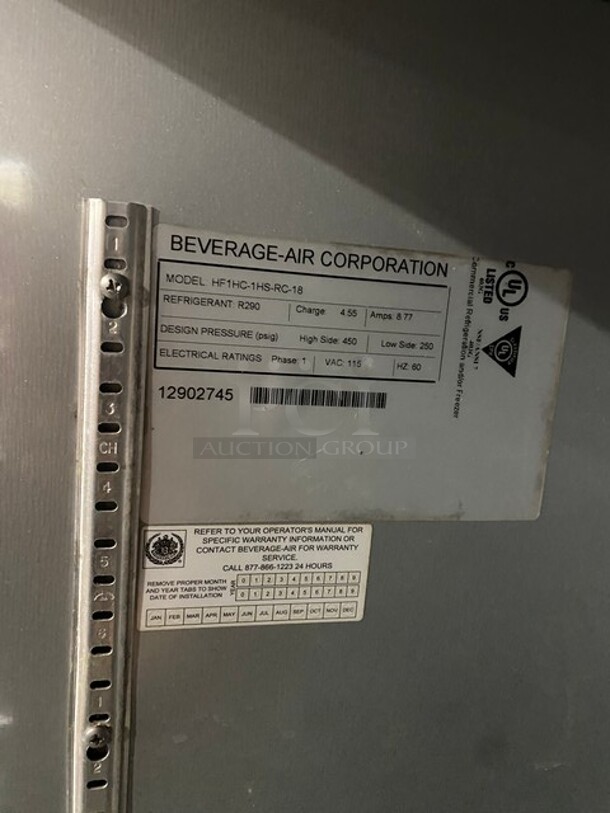 BEVERAGE-AIR CORPORATION
MODEL: HF1HC-1HS-RC-18
REFRIGERANT: R290 Charge: 4.55 Amps: 8.77
DESIGN PRESSURE (psig) High Side: 450 Low Side: 250
ELECTRICAL RATINGS Phase: 1 VAC: 115 HZ: 60
12902745
C UL US
LISTED
Commercial Refrigeration and/or Freezer
UL
AUCTION GROUP
REFER TO YOUR OPERATOR'S MANUAL FOR
SPECIFIC WARRANTY INFORMATION OR
CONTACT BEVERAGE-AIR FOR WARRANTY
SERVICE.
CALL 877-866-1223 24 HOURS
REMOVE PROPER MONTH
AND YEAR TABS TO SHOW
DATE OF INSTALLATION
YEAR
0 1 2 3 4 5 6 7 8 9
0 1 2 3 4 5 6 7 8 9
JAN FEB MAR APR MAY JUN JUL AUG SEP OCT NOV DEC
1
2
3
CH
4
5
6
1
2